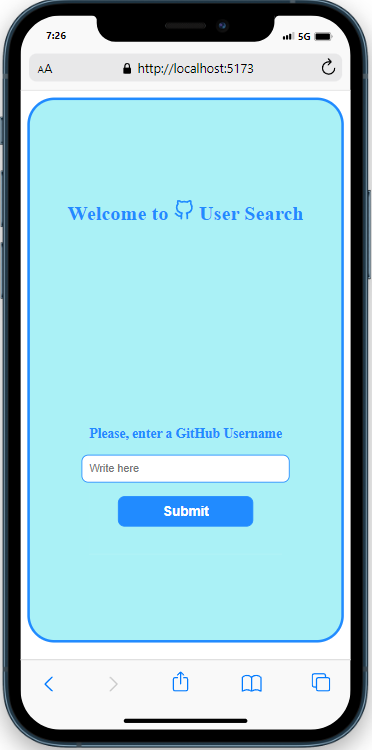 7:26
5G
AA
http://localhost:5173
Welcome to User Search
Please, enter a GitHub Username
Write here
Submit